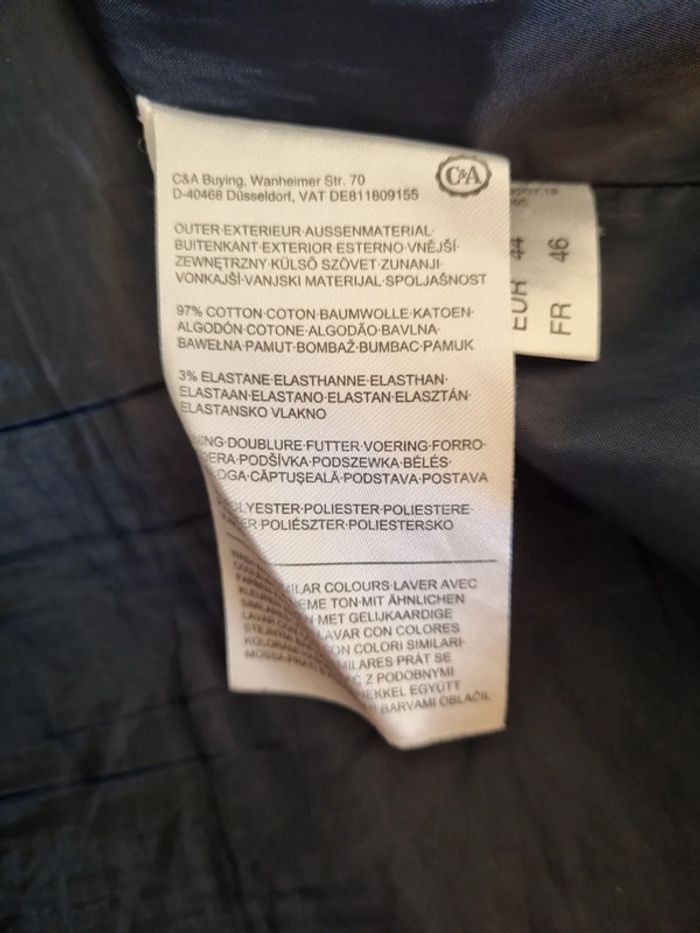 C&A Buying, Wanheimer Str. 70
D-40468 Düsseldorf, VAT DE811809155
C&A
OUTER·EXTERIEUR·AUSSENMATERIAL·
BUITENKANT·EXTERIOR·ESTERNO·VNĚJŠÍ·
ZEWNĘTRZNY·KÜLSŐ SZÖVET·ZUNANJI·
VONKAJŠÍ·VANJSKI MATERIJAL·SPOLJAŠNOST
97% COTTON·COTON·BAUMWOLLE·KATOEN·
ALGODÓN·COTONE·ALGODÃO·BAVLNA·
BAWEŁNA·PAMUT·BOMBAŽ·BUMBAC·PAMUK
3% ELASTANE·ELASTHANNE·ELASTHAN·
ELASTAAN·ELASTANO·ELASTAN·ELASZTÁN·
ELASTANSKO VLAKNO
DOUBLURE·FUTTER·VOERING·FORRO·
PODŠÍVKA·PODSZEWKA·BÉLÉS·
CĂPTUŞEALĂ·PODSTAVA·POSTAVA
POLIESTER·POLIESTERE·
POLIÉSZTER·POLIESTERSKO
COLOURS·LAVER AVEC
TON·MIT ÄHNLICHEN
MET GELIJKAARDIGE
LAVAR CON COLORES
CON COLORI SIMILARI·
PRÁT SE
Z PODOBNYMI
EGYÜTT
BARVAMI OBLAČIL·
EUR 44
FR 46